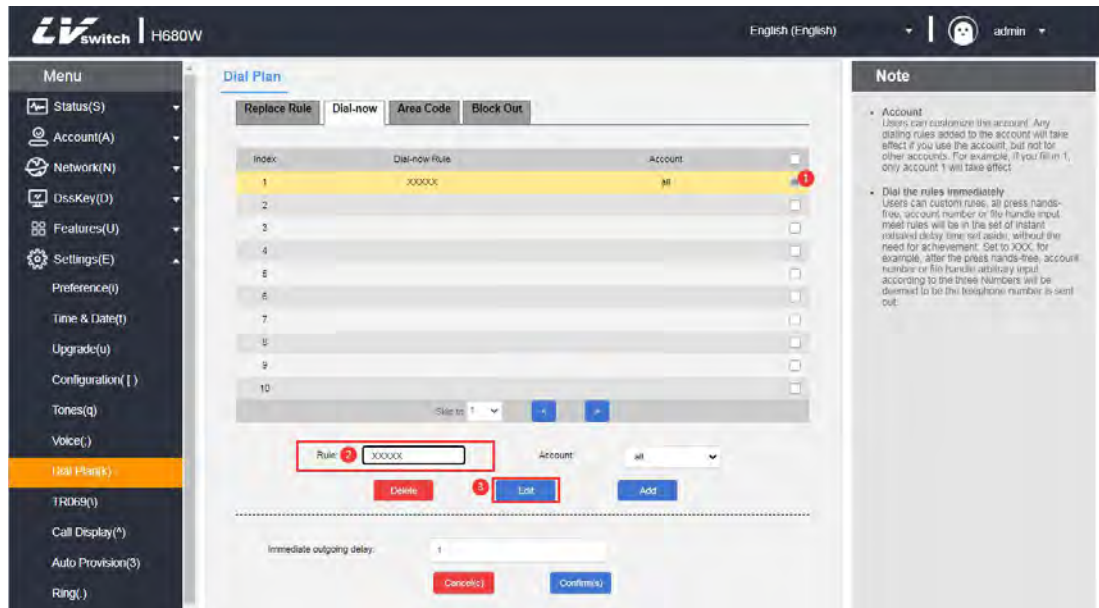 LVswitch H680W
English (English)
admin
Menu
Status(S)
Account(A)
Network(N)
DssKey(D)
Features(U)
Settings(E)
Preference(i)
Time & Date(t)
Upgrade(u)
Configuration( [ )
Tones(q)
Voice(;)
Dial Plan(k)
TR069(\)
Call Display(^)
Auto Provision(3)
Ring(.)
Dial Plan
Replace Rule Dial-now Area Code Block Out
Index Dial-now Rule Account
1 XXXXX all 1
2
3
4
5
6
7
8
9
10
Skip to 1 < >
Rule: 2 XXXXX Account: all
Delete 3 Edit Add
Immediate outgoing delay: 1
Cancel(c) Confirm(s)
Note
Account
Users can customize the account. Any
dialing rules added to the account will take
effect if you use the account, but not for
other accounts. For example, if you fill in 1,
only account 1 will take effect
Dial the rules immediately
Users can custom rules, all press hands-
free, account number or file handle input
meet rules will be in the set of instant
outward delay time set aside, without the
need for achievement. Set to XXX, for
example, after the press hands-free, account
number or file handle arbitrary input
according to the three Numbers will be
deemed to be the telephone number is sent
out.